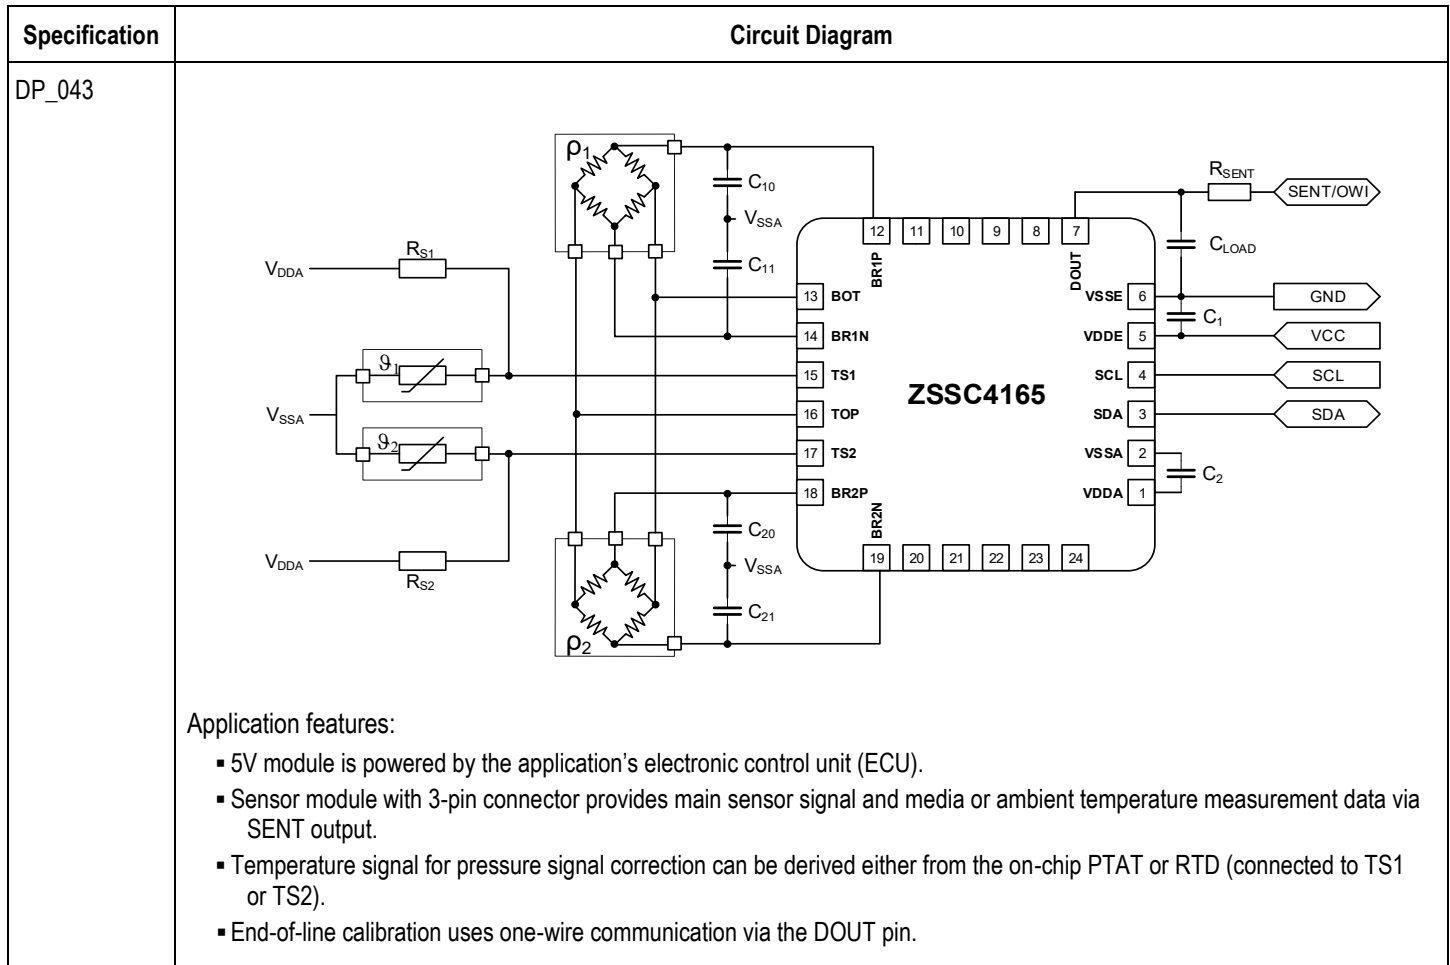 Specification
Circuit Diagram
DP_043
ρ1
C10
VSSA
C11
RS1
VDDA
ϑ1
VSSA
ϑ2
VDDA
RS2
C20
VSSA
C21
ρ2
12 11 10 9 8 7
BR1P
DOUT
13 BOT
14 BR1N
15 TS1
16 TOP
17 TS2
18 BR2P
BR2N
19 20 21 22 23 24
ZSSC4165
VSSE 6
VDDE 5
SCL 4
SDA 3
VSSA 2
VDDA 1
RSENT
SENT/OWI
CLOAD
GND
C1
VCC
SCL
SDA
C2
Application features:
▪ 5V module is powered by the application’s electronic control unit (ECU).
▪ Sensor module with 3-pin connector provides main sensor signal and media or ambient temperature measurement data via
SENT output.
▪ Temperature signal for pressure signal correction can be derived either from the on-chip PTAT or RTD (connected to TS1
or TS2).
▪ End-of-line calibration uses one-wire communication via the DOUT pin.